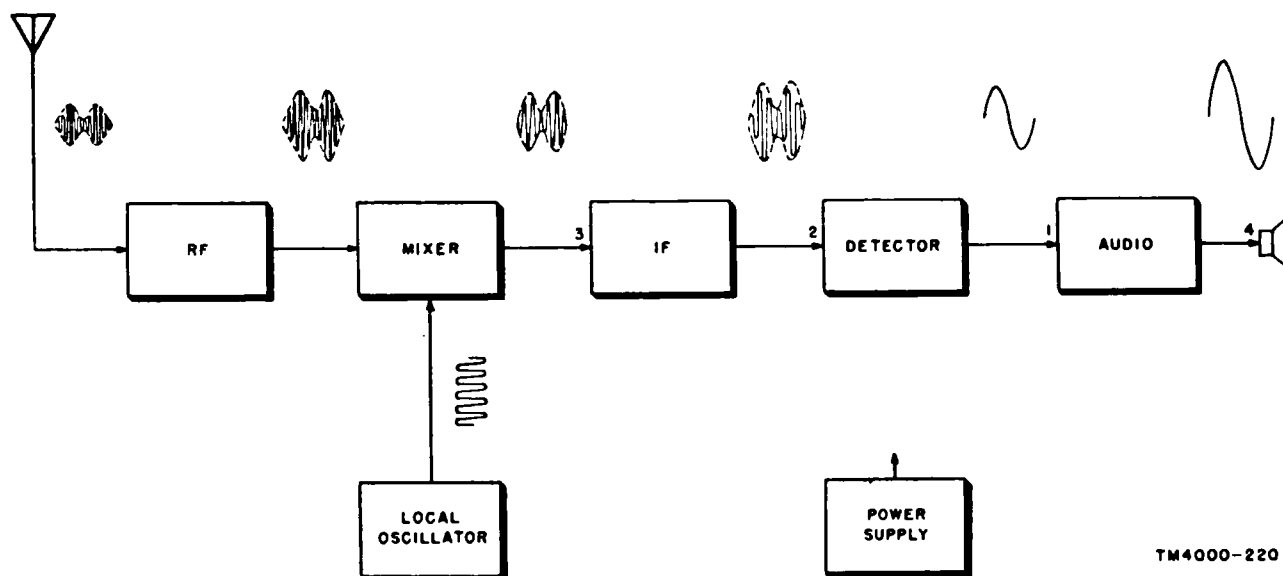 RF
MIXER
3
IF
2
DETECTOR
1
AUDIO
4
LOCAL
OSCILLATOR
POWER
SUPPLY
TM4000-220